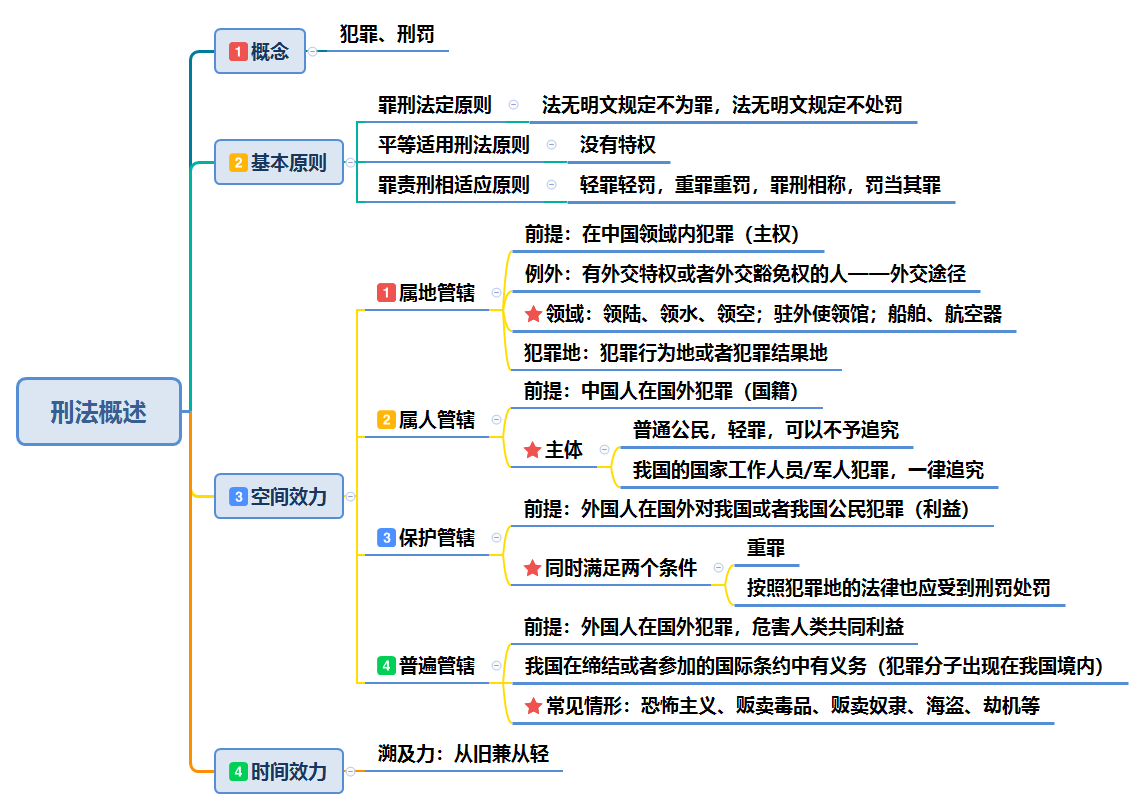 刑法概述
1 概念
犯罪、刑罚
2 基本原则
罪刑法定原则
法无明文规定不为罪，法无明文规定不处罚
平等适用刑法原则
没有特权
罪责刑相适应原则
轻罪轻罚，重罪重罚，罪刑相称，罚当其罪
3 空间效力
1 属地管辖
前提：在中国领域内犯罪（主权）
例外：有外交特权或者外交豁免权的人——外交途径
领域：领陆、领水、领空；驻外使领馆；船舶、航空器
犯罪地：犯罪行为地或者犯罪结果地
2 属人管辖
前提：中国人在国外犯罪（国籍）
主体
普通公民，轻罪，可以不予追究
我国的国家工作人员/军人犯罪，一律追究
3 保护管辖
前提：外国人在国外对我国或者我国公民犯罪（利益）
同时满足两个条件
重罪
按照犯罪地的法律也应受到刑罚处罚
4 普遍管辖
前提：外国人在国外犯罪，危害人类共同利益
我国在缔结或者参加的国际条约中有义务（犯罪分子出现在我国境内）
常见情形：恐怖主义、贩卖毒品、贩卖奴隶、海盗、劫机等
4 时间效力
溯及力：从旧兼从轻